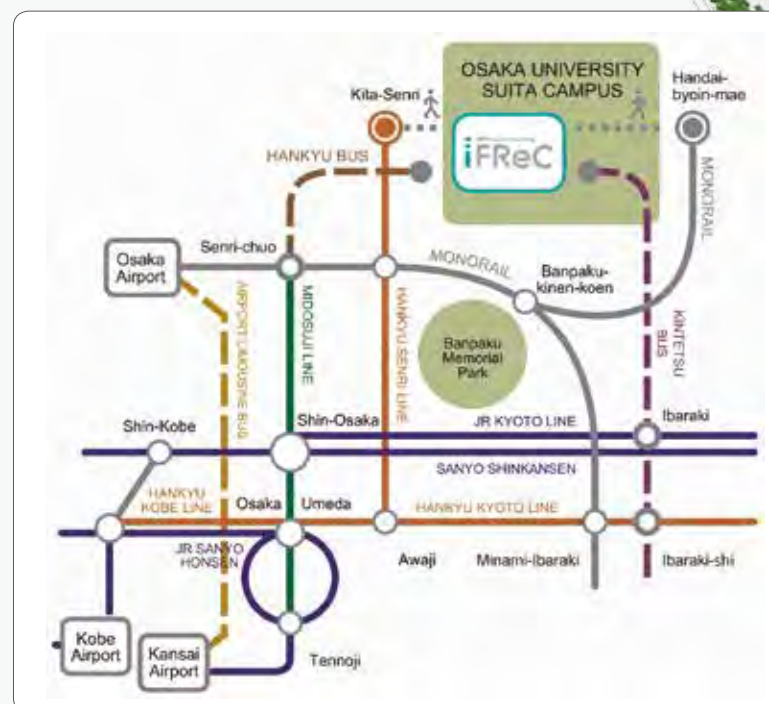 OSAKA UNIVERSITY
SUITA CAMPUS
Handai-
byoin-mae
Kita-Senri
iFReC
HANKYU BUS
MONORAIL
Senri-chuo
MONORAIL
Osaka
Airport
Banpaku-
kinen-koen
AIRPORT LIMOUSINE BUS
MIDOSUJI LINE
HANKYU SENRI LINE
KINTETSU
BUS
Banpaku
Memorial
Park
Shin-Kobe
Shin-Osaka
JR KYOTO LINE
Ibaraki
SANYO SHINKANSEN
HANKYU
KOBE LINE
Osaka
Umeda
HANKYU KYOTO LINE
JR SANYO
HONSEN
Awaji
Minami-Ibaraki
Ibaraki-shi
Kobe
Airport
Kansai
Airport
Tennoji